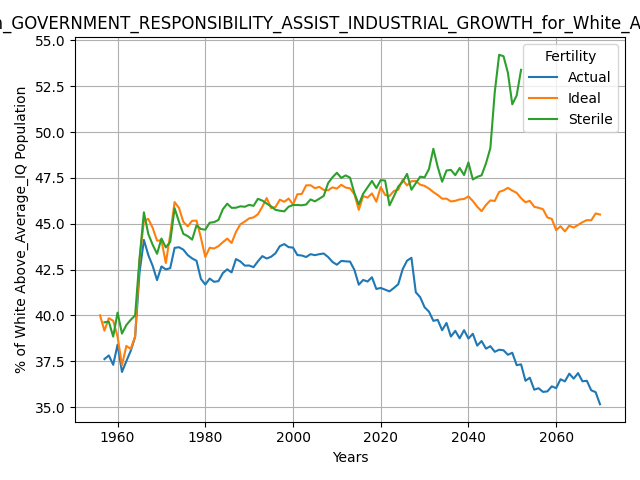 _GOVERNMENT_RESPONSIBILITY_ASSIST_INDUSTRIAL_GROWTH_for_White_A
55.0
52.5
50.0
47.5
45.0
42.5
40.0
37.5
35.0
% of White Above_Average_IQ Population
Fertility
Actual
Ideal
Sterile
1960
1980
2000
2020
2040
2060
Years